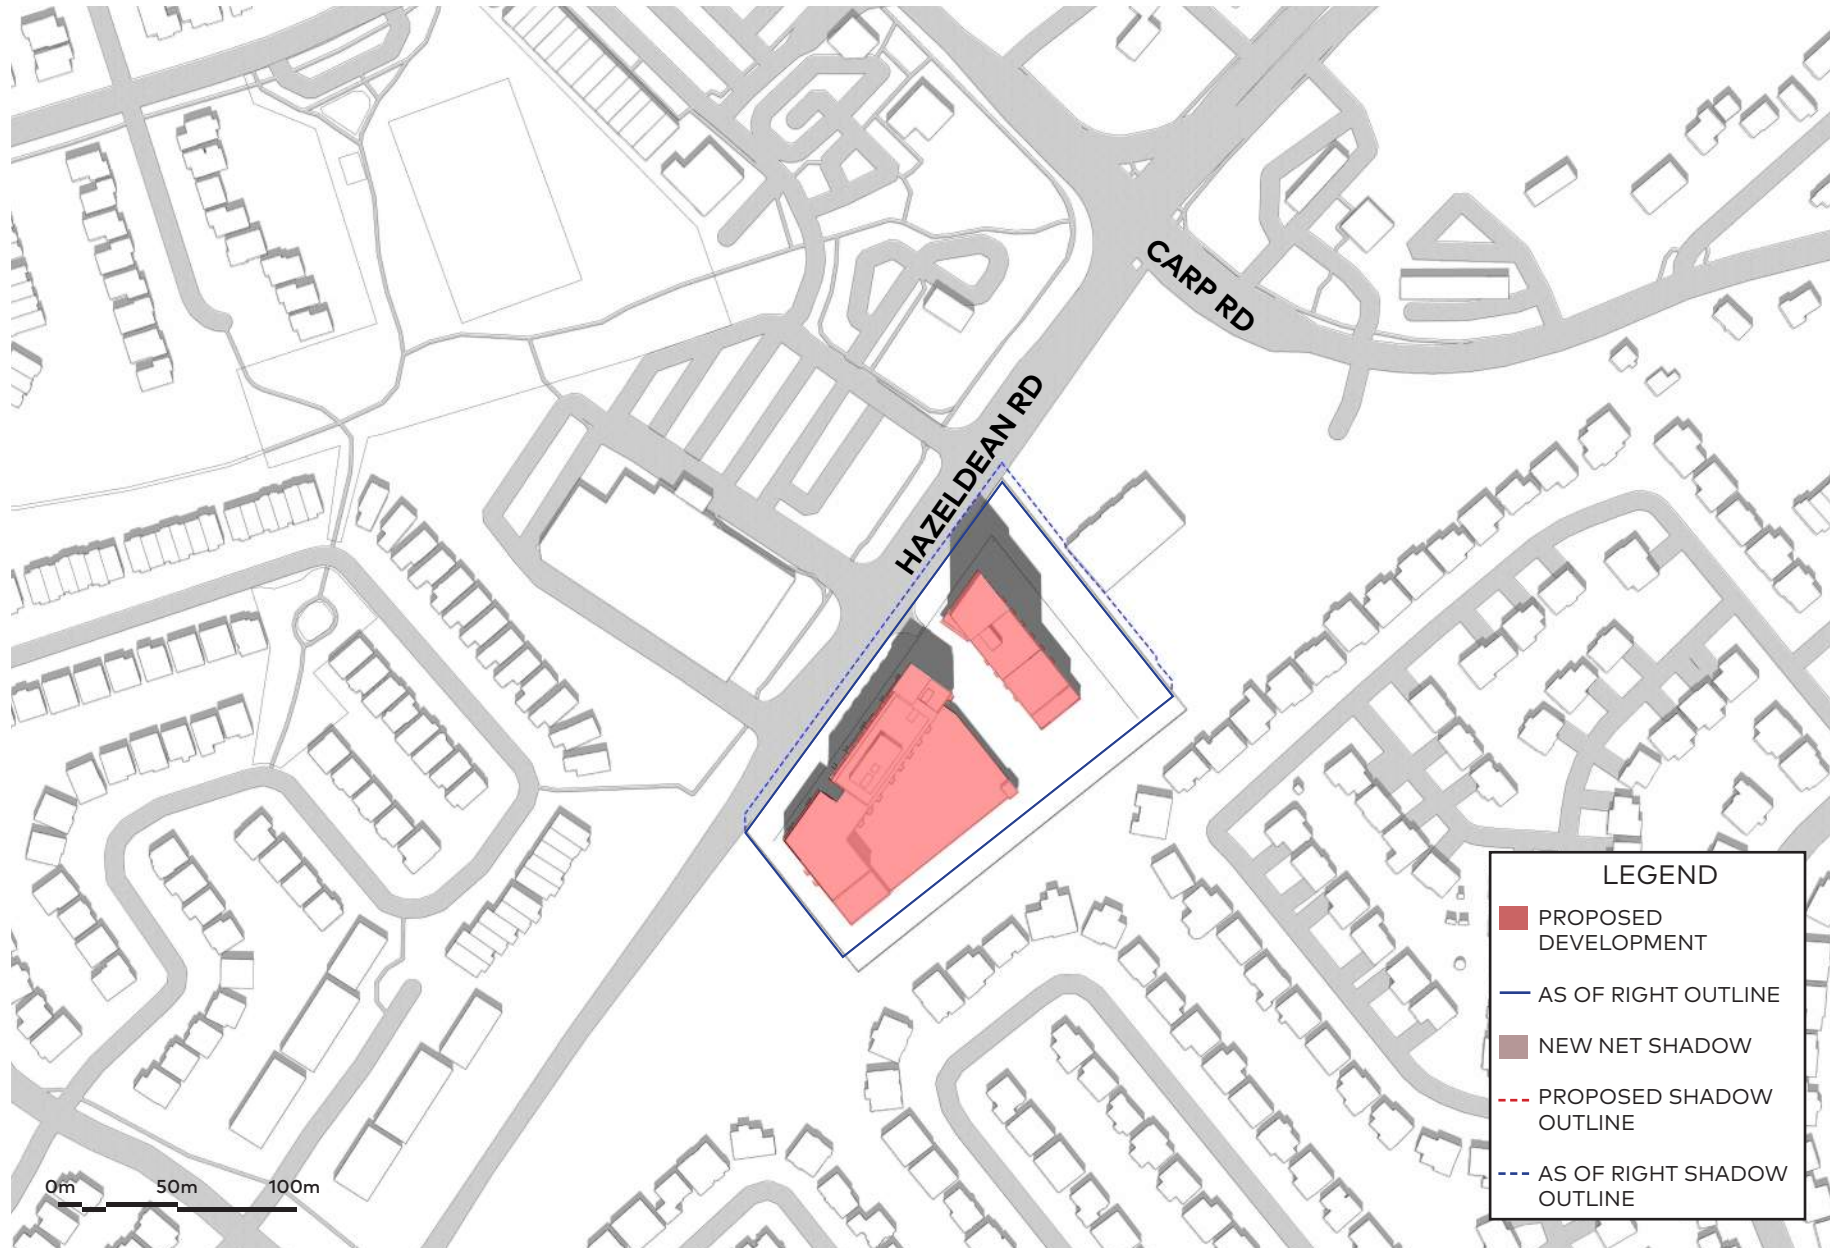 CARP RD
HAZELDEAN RD
LEGEND
PROPOSED
DEVELOPMENT
AS OF RIGHT OUTLINE
NEW NET SHADOW
PROPOSED SHADOW
OUTLINE
AS OF RIGHT SHADOW
OUTLINE
0m 50m 100m